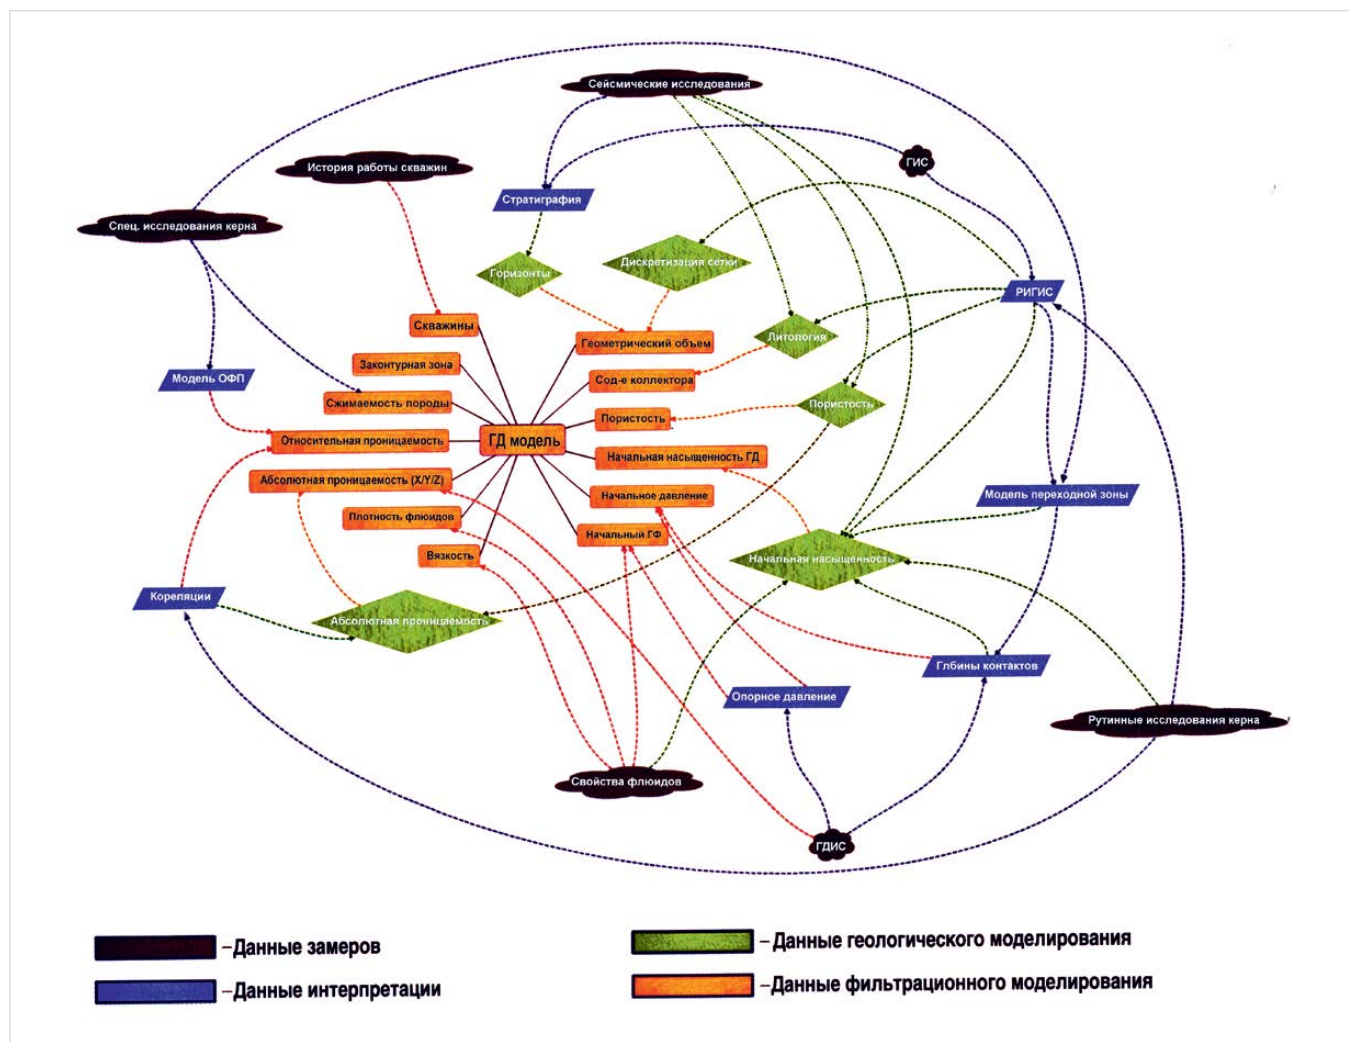 Сейсмические исследования
ГИС
История работы скважин
Стратиграфия
Спец. исследования керна
Горизонты
Дискретизация сетки
РИГИС
Скважины
Геометрический объем
Литология
Законтурная зона
Модель ОФП
Сод-е коллектора
Сжимаемость породы
Пористость
Пористость
Относительная проницаемость
ГД модель
Начальная насыщенность ГД
Абсолютная проницаемость (X/Y/Z)
Начальное давление
Модель переходной зоны
Плотность флюидов
Начальный ГФ
Вязкость
Начальная насыщенность
Кореляции
Абсолютная проницаемость
Глбины контактов
Опорное давление
Рутинные исследования керна
Свойства флюидов
ГДИС
–Данные замеров
–Данные геологического моделирования
–Данные интерпретации
–Данные фильтрационного моделирования